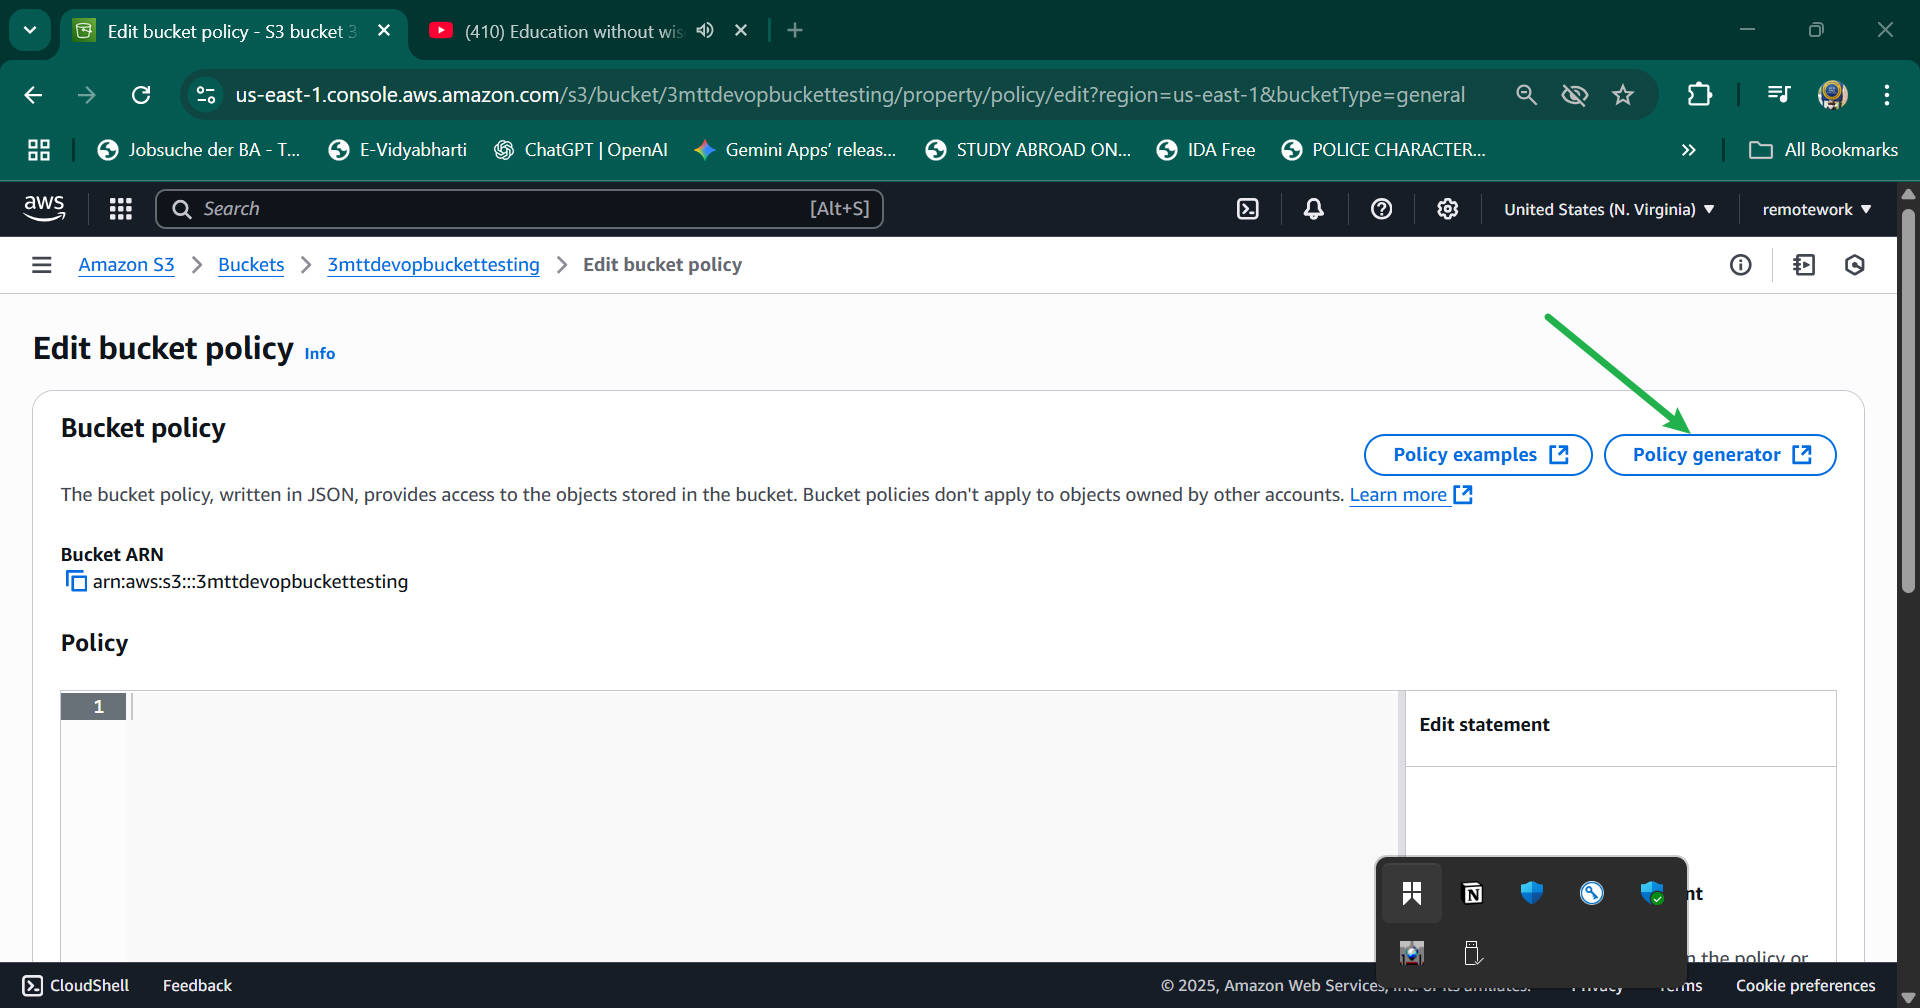 Edit bucket policy - S3 bucket 3
(410) Education without wis
us-east-1.console.aws.amazon.com/s3/bucket/3mttdevopbuckettesting/property/policy/edit?region=us-east-1&bucketType=general
Jobsuche der BA - T...
E-Vidyabharti
ChatGPT | OpenAI
Gemini Apps' releas...
STUDY ABROAD ON...
IDA Free
POLICE CHARACTER...
All Bookmarks
aws
Search
[Alt+S]
United States (N. Virginia)
remotework
Amazon S3
Buckets
3mttdevopbuckettesting
Edit bucket policy
Edit bucket policy
Info
Bucket policy
Policy examples
Policy generator
The bucket policy, written in JSON, provides access to the objects stored in the bucket. Bucket policies don't apply to objects owned by other accounts. Learn more
Bucket ARN
arn:aws:s3:::3mttdevopbuckettesting
Policy
1
Edit statement
nt
the policy or
CloudShell
Feedback
© 2025, Amazon Web Services, Inc. or its affiliates.
Privacy
Terms
Cookie preferences